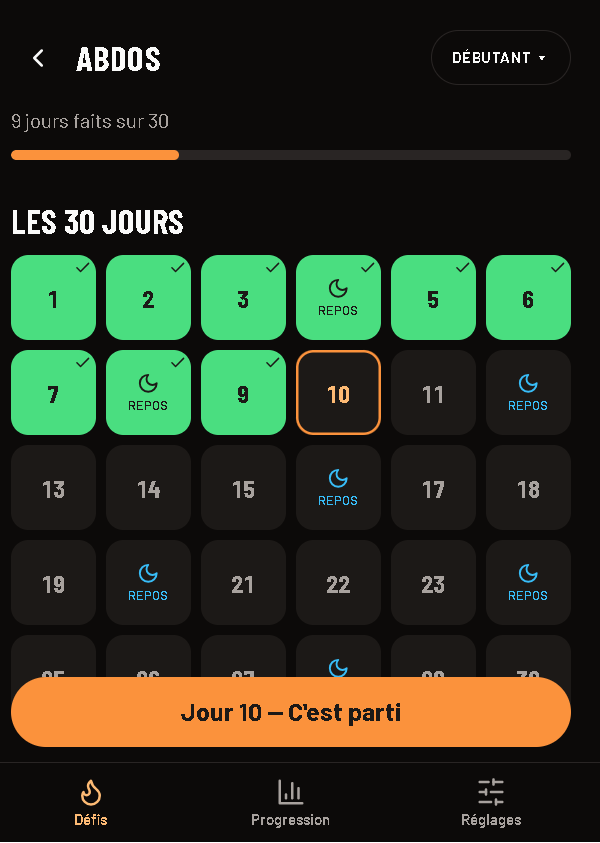 ABDOS
DÉBUTANT
9 jours faits sur 30
LES 30 JOURS
1 2 3 REPOS 5 6
7 REPOS 9 10 11 REPOS
13 14 15 REPOS 17 18
19 REPOS 21 22 23 REPOS
Jour 10 – C'est parti
Défis Progression Réglages